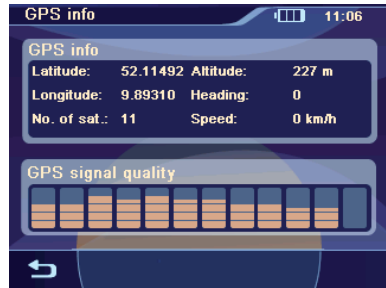 GPS info 11:06
GPS info
Latitude: 52.11492 Altitude: 227 m
Longitude: 9.89310 Heading: 0
No. of sat.: 11 Speed: 0 km/h
GPS signal quality